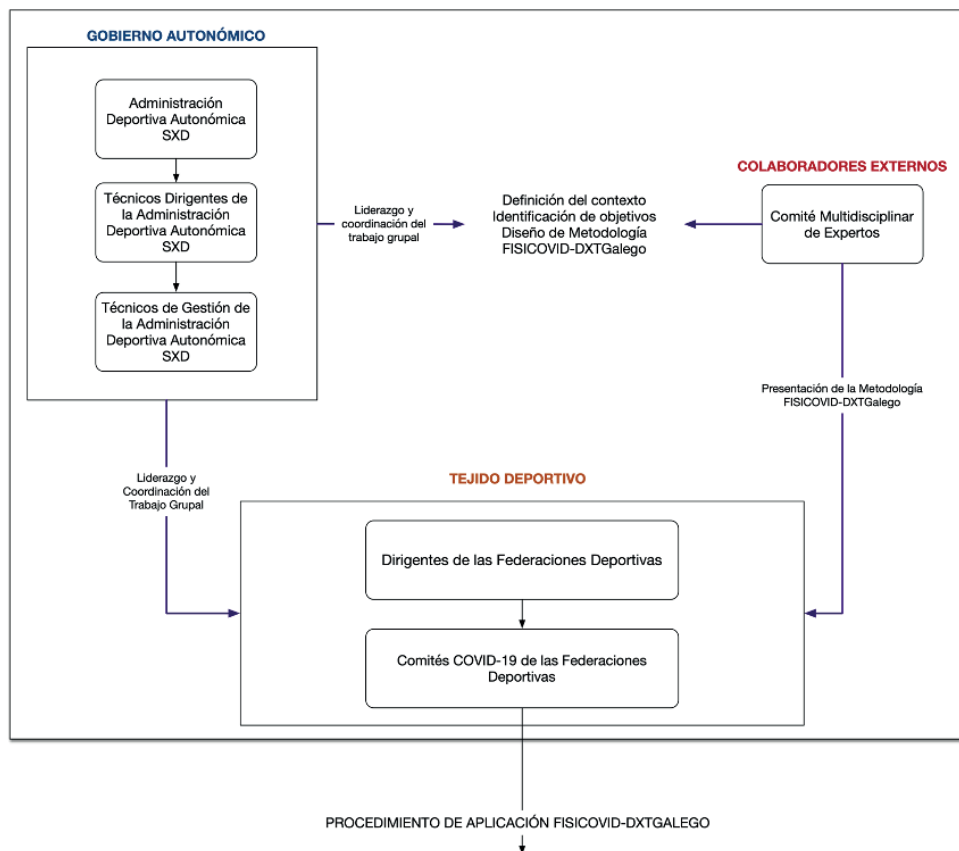 GOBIERNO AUTONÓMICO
Administración
Deportiva Autonómica
SXD
Técnicos Dirigentes de
la Administración
Deportiva Autonómica
SXD
Técnicos de Gestión de
la Administración
Deportiva Autonómica
SXD
Liderazgo y
coordinación del
trabajo grupal
Definición del contexto
Identificación de objetivos
Diseño de Metodología
FISICOVID-DXTGalego
COLABORADORES EXTERNOS
Comité Multidisciplinar
de Expertos
Presentación de la Metodología
FISICOVID-DXTGalego
Liderazgo y
Coordinación del
Trabajo Grupal
TEJIDO DEPORTIVO
Dirigentes de las Federaciones Deportivas
Comités COVID-19 de las Federaciones
Deportivas
PROCEDIMIENTO DE APLICACIÓN FISICOVID-DXTGALEGO